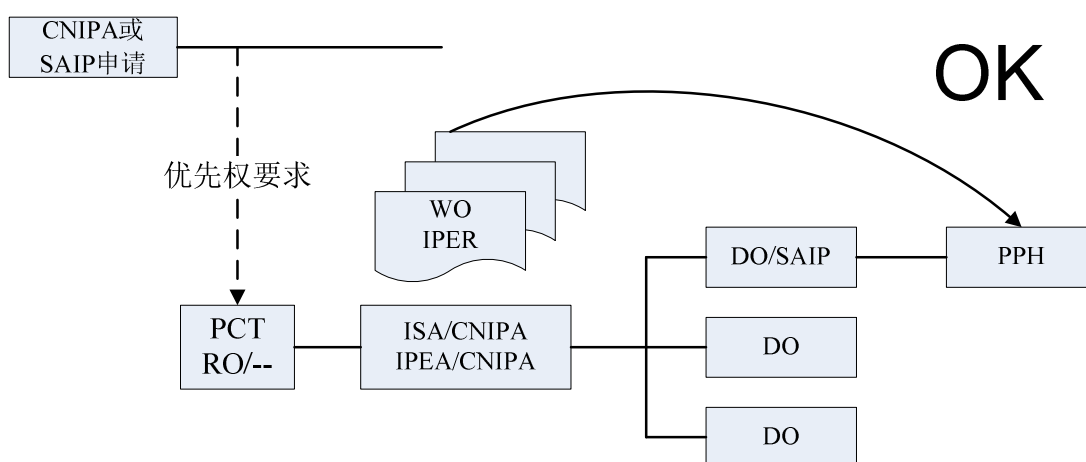 CNIPA或
SAIP申请
OK
优先权要求
WO
IPER
DO/SAIP
PPH
PCT
RO/--
ISA/CNIPA
IPEA/CNIPA
DO
DO